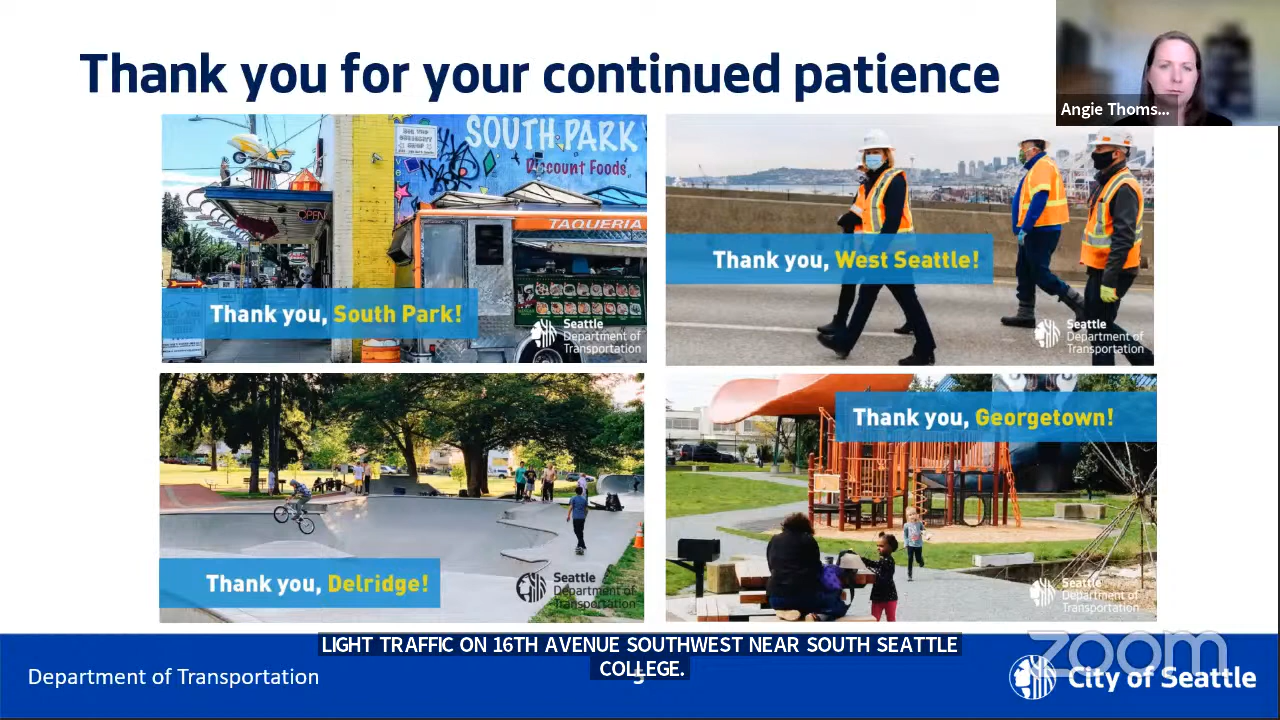 Thank you for your continued patience
Angie Thoms...
SOUTH PARK
Discount Foods
OPEN
TAQUERIA
Thank you, South Park!
Seattle
Department of
Transportation
Thank you, West Seattle!
Seattle
Department of
Transportation
Thank you, Delridge!
Seattle
Department of
Transportation
Thank you, Georgetown!
Seattle
Department of
Transportation
LIGHT TRAFFIC ON 16TH AVENUE SOUTHWEST NEAR SOUTH SEATTLE
COLLEGE.
Department of Transportation
5
zoom
City of Seattle